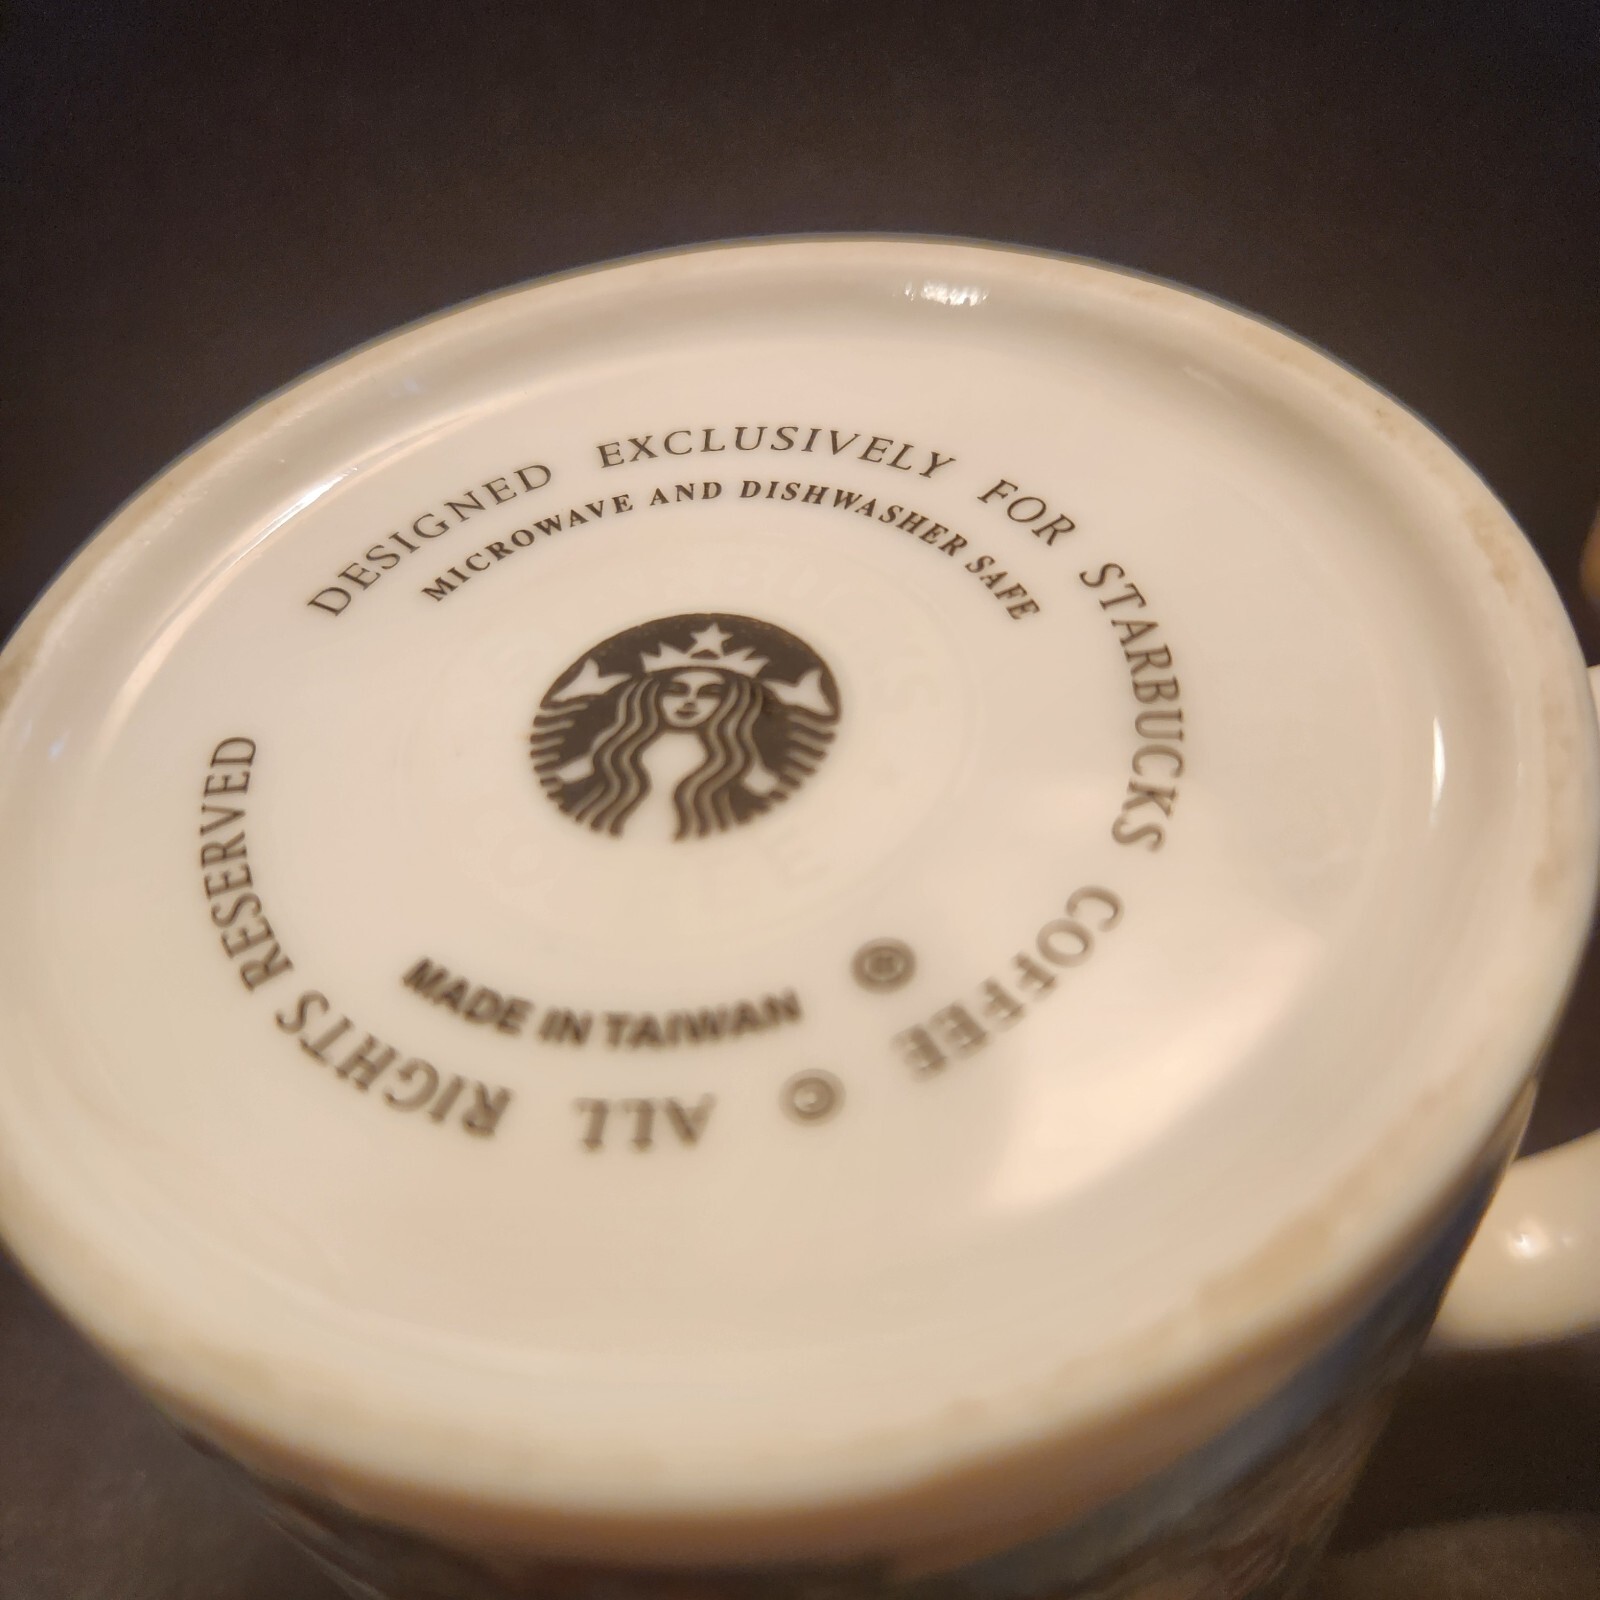 DESIGNED EXCLUSIVELY FOR STARBUCKS COFFEE © ALL RIGHTS RESERVED
MICROWAVE AND DISHWASHER SAFE
®
MADE IN TAIWAN